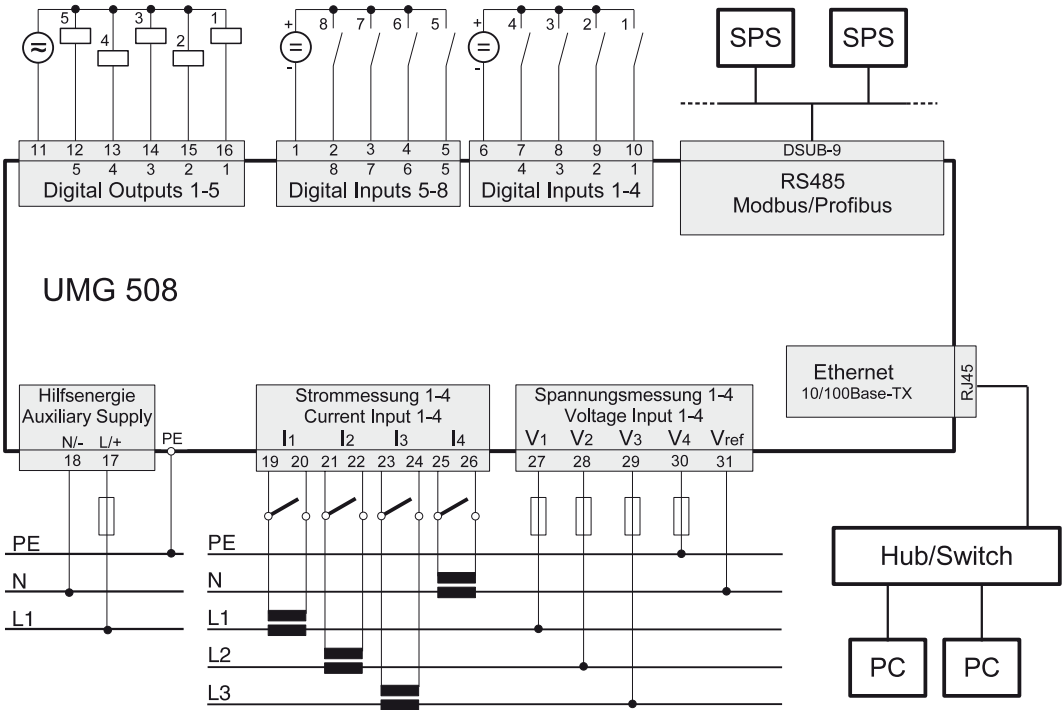 5 3 1
4 2
8 7 6 5
4 3 2 1
+ -
+ -
SPS SPS
11 12 13 14 15 16
5 4 3 2 1
Digital Outputs 1-5
1 2 3 4 5
8 7 6 5
Digital Inputs 5-8
6 7 8 9 10
4 3 2 1
Digital Inputs 1-4
DSUB-9
RS485
Modbus/Profibus
UMG 508
Ethernet
10/100Base-TX
RJ45
Hilfsenergie
Auxiliary Supply
N/- L/+
18 17
PE
Strommessung 1-4
Current Input 1-4
I1 I2 I3 I4
19 20 21 22 23 24 25 26
Spannungsmessung 1-4
Voltage Input 1-4
V1 V2 V3 V4 Vref
27 28 29 30 31
PE
N
L1
PE
N
L1
L2
L3
Hub/Switch
PC PC